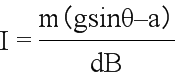 I = m(gsinθ–a)/dB